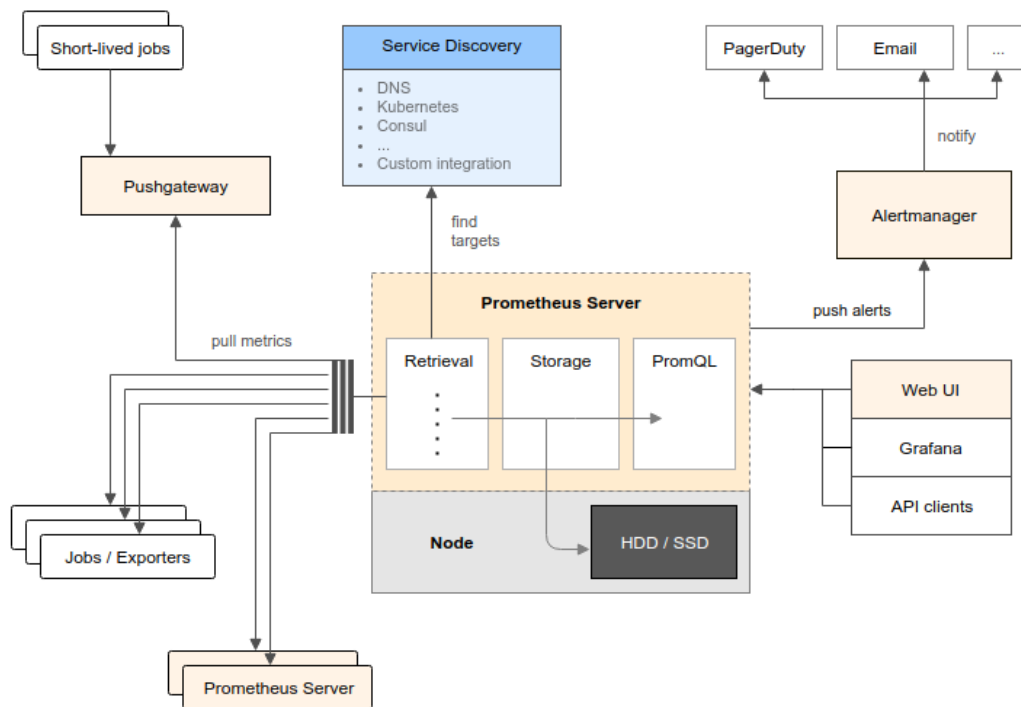 Short-lived jobs
Service Discovery
DNS
Kubernetes
Consul
...
Custom integration
PagerDuty
Email
...
notify
Pushgateway
Alertmanager
find
targets
Prometheus Server
push alerts
pull metrics
Retrieval
Storage
PromQL
Web UI
Grafana
API clients
Node
HDD / SSD
Jobs / Exporters
Prometheus Server